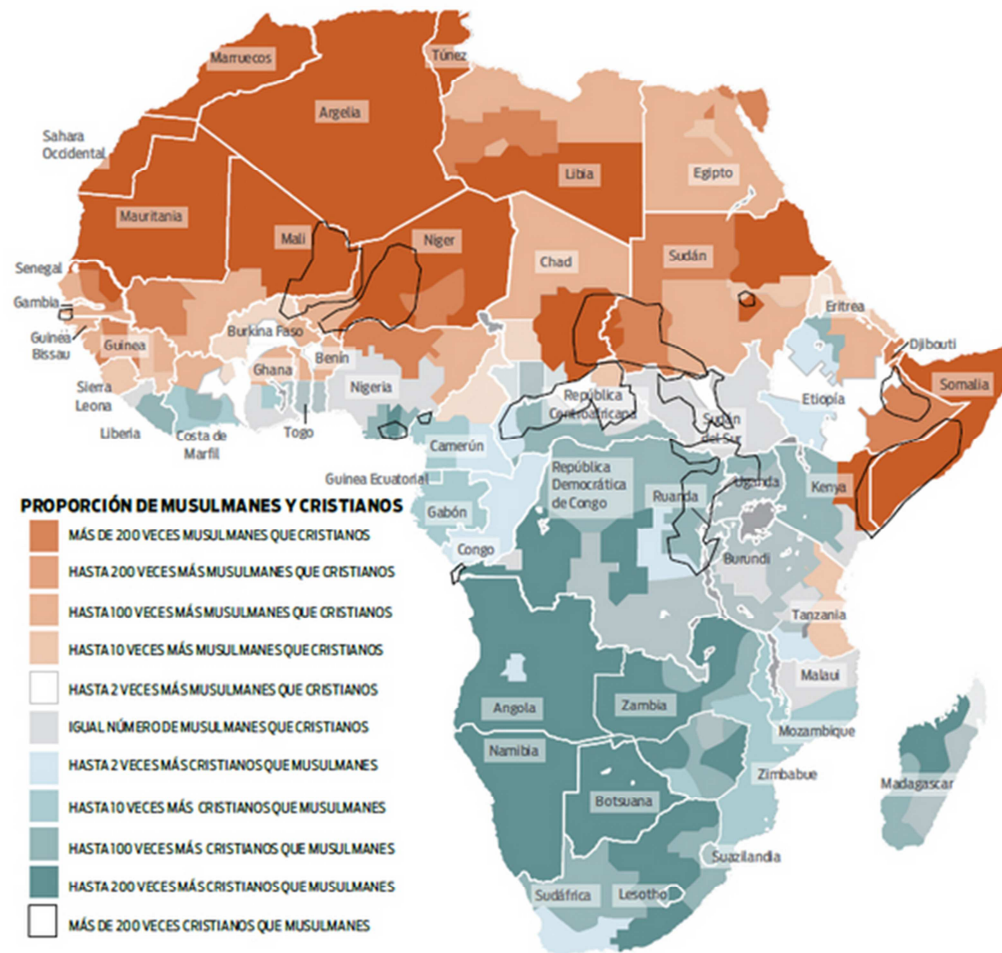 Marruecos
Túnez
Argelia
Sahara
Occidental
Libia
Egipto
Mauritania
Mali
Níger
Chad
Sudán
Senegal
Gambia
Guinea
Bissau
Guinea
Burkina Faso
Benín
Ghana
Nigeria
Eritrea
Djibouti
Somalia
Etiopía
Sierra
Leona
Liberia
Costa de
Marfil
Togo
República
Centroafricana
Sudán
del Sur
Camerún
Guinea Ecuatorial
República
Democrática
de Congo
Ruanda
Uganda
Kenya
Gabón
Congo
Burundi
Tanzania
Malaui
Angola
Zambia
Mozambique
Namibia
Zimbabue
Botsuana
Madagascar
Suazilandia
Sudáfrica
Lesotho
PROPORCIÓN DE MUSULMANES Y CRISTIANOS
MÁS DE 200 VECES MUSULMANES QUE CRISTIANOS
HASTA 200 VECES MÁS MUSULMANES QUE CRISTIANOS
HASTA 100 VECES MÁS MUSULMANES QUE CRISTIANOS
HASTA 10 VECES MÁS MUSULMANES QUE CRISTIANOS
HASTA 2 VECES MÁS MUSULMANES QUE CRISTIANOS
IGUAL NÚMERO DE MUSULMANES QUE CRISTIANOS
HASTA 2 VECES MÁS CRISTIANOS QUE MUSULMANES
HASTA 10 VECES MÁS CRISTIANOS QUE MUSULMANES
HASTA 100 VECES MÁS CRISTIANOS QUE MUSULMANES
HASTA 200 VECES MÁS CRISTIANOS QUE MUSULMANES
MÁS DE 200 VECES CRISTIANOS QUE MUSULMANES